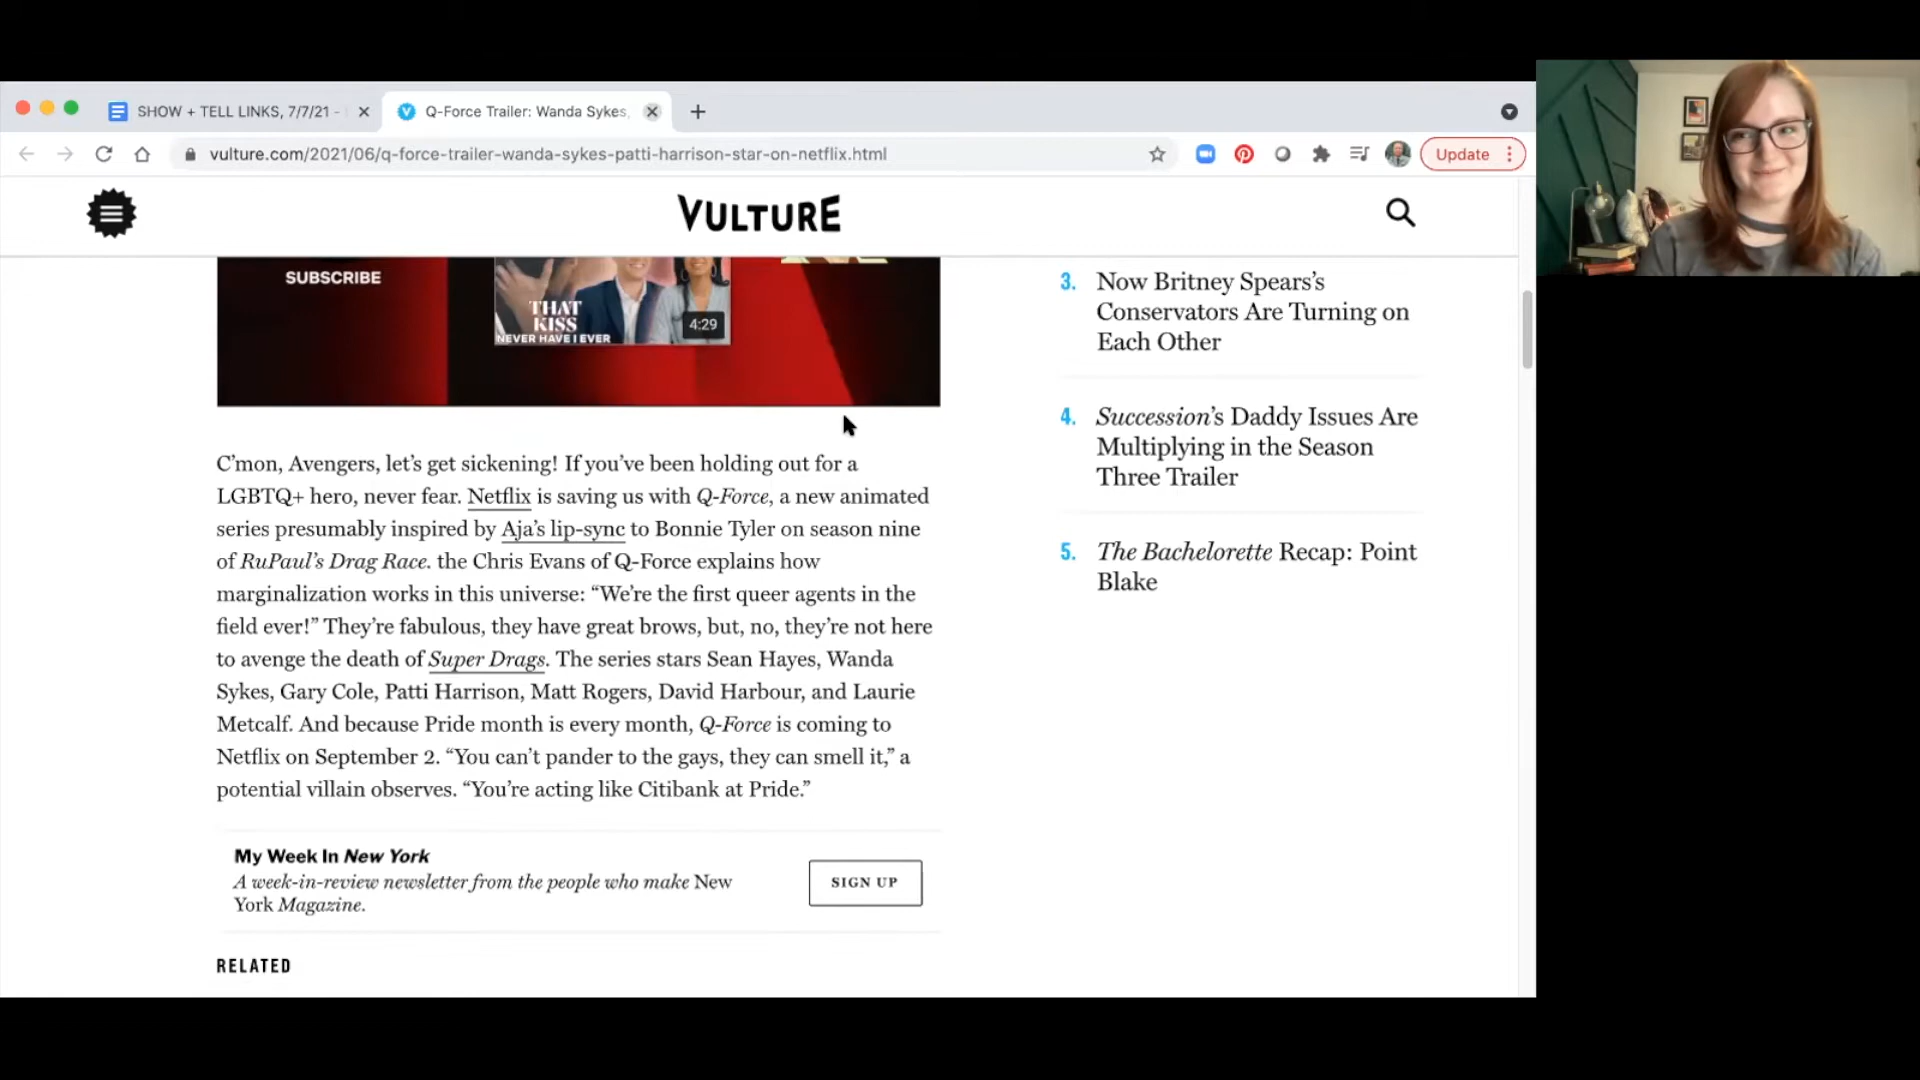 SHOW + TELL LINKS, 7/7/21 -
Q-Force Trailer: Wanda Sykes,
vulture.com/2021/06/q-force-trailer-wanda-sykes-patti-harrison-star-on-netflix.html
Update
VULTURE
SUBSCRIBE
THAT
KISS
NEVER HAVE I EVER
4:29
C’mon, Avengers, let’s get sickening! If you’ve been holding out for a
LGBTQ+ hero, never fear. Netflix is saving us with Q-Force, a new animated
series presumably inspired by Aja’s lip-sync to Bonnie Tyler on season nine
of RuPaul’s Drag Race. the Chris Evans of Q-Force explains how
marginalization works in this universe: “We’re the first queer agents in the
field ever!” They’re fabulous, they have great brows, but, no, they’re not here
to avenge the death of Super Drags. The series stars Sean Hayes, Wanda
Sykes, Gary Cole, Patti Harrison, Matt Rogers, David Harbour, and Laurie
Metcalf. And because Pride month is every month, Q-Force is coming to
Netflix on September 2. “You can’t pander to the gays, they can smell it,” a
potential villain observes. “You’re acting like Citibank at Pride.”
My Week In New York
A week-in-review newsletter from the people who make New
York Magazine.
SIGN UP
RELATED
3. Now Britney Spears’s
Conservators Are Turning on
Each Other
4. Succession’s Daddy Issues Are
Multiplying in the Season
Three Trailer
5. The Bachelorette Recap: Point
Blake